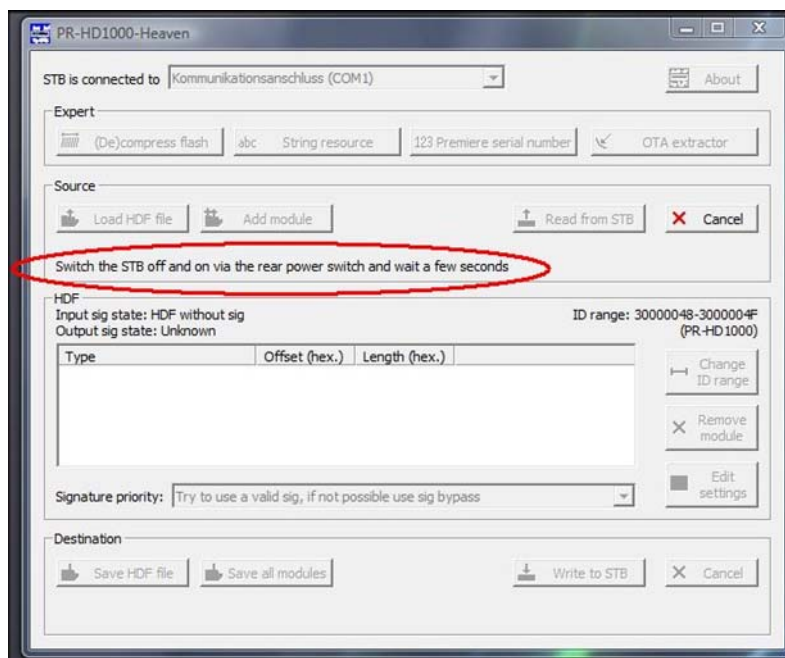 PR-HD1000-Heaven
STB is connected to Kommunikationsanschluss (COM1) About
Expert
(De)compress flash abc String resource 123 Premiere serial number OTA extractor
Source
Load HDF file Add module Read from STB Cancel
Switch the STB off and on via the rear power switch and wait a few seconds
HDF
Input sig state: HDF without sig ID range: 30000048-3000004F
Output sig state: Unknown (PR-HD1000)
Type Offset (hex.) Length (hex.)
Change
ID range
Remove
module
Edit
settings
Signature priority: Try to use a valid sig, if not possible use sig bypass
Destination
Save HDF file Save all modules Write to STB Cancel